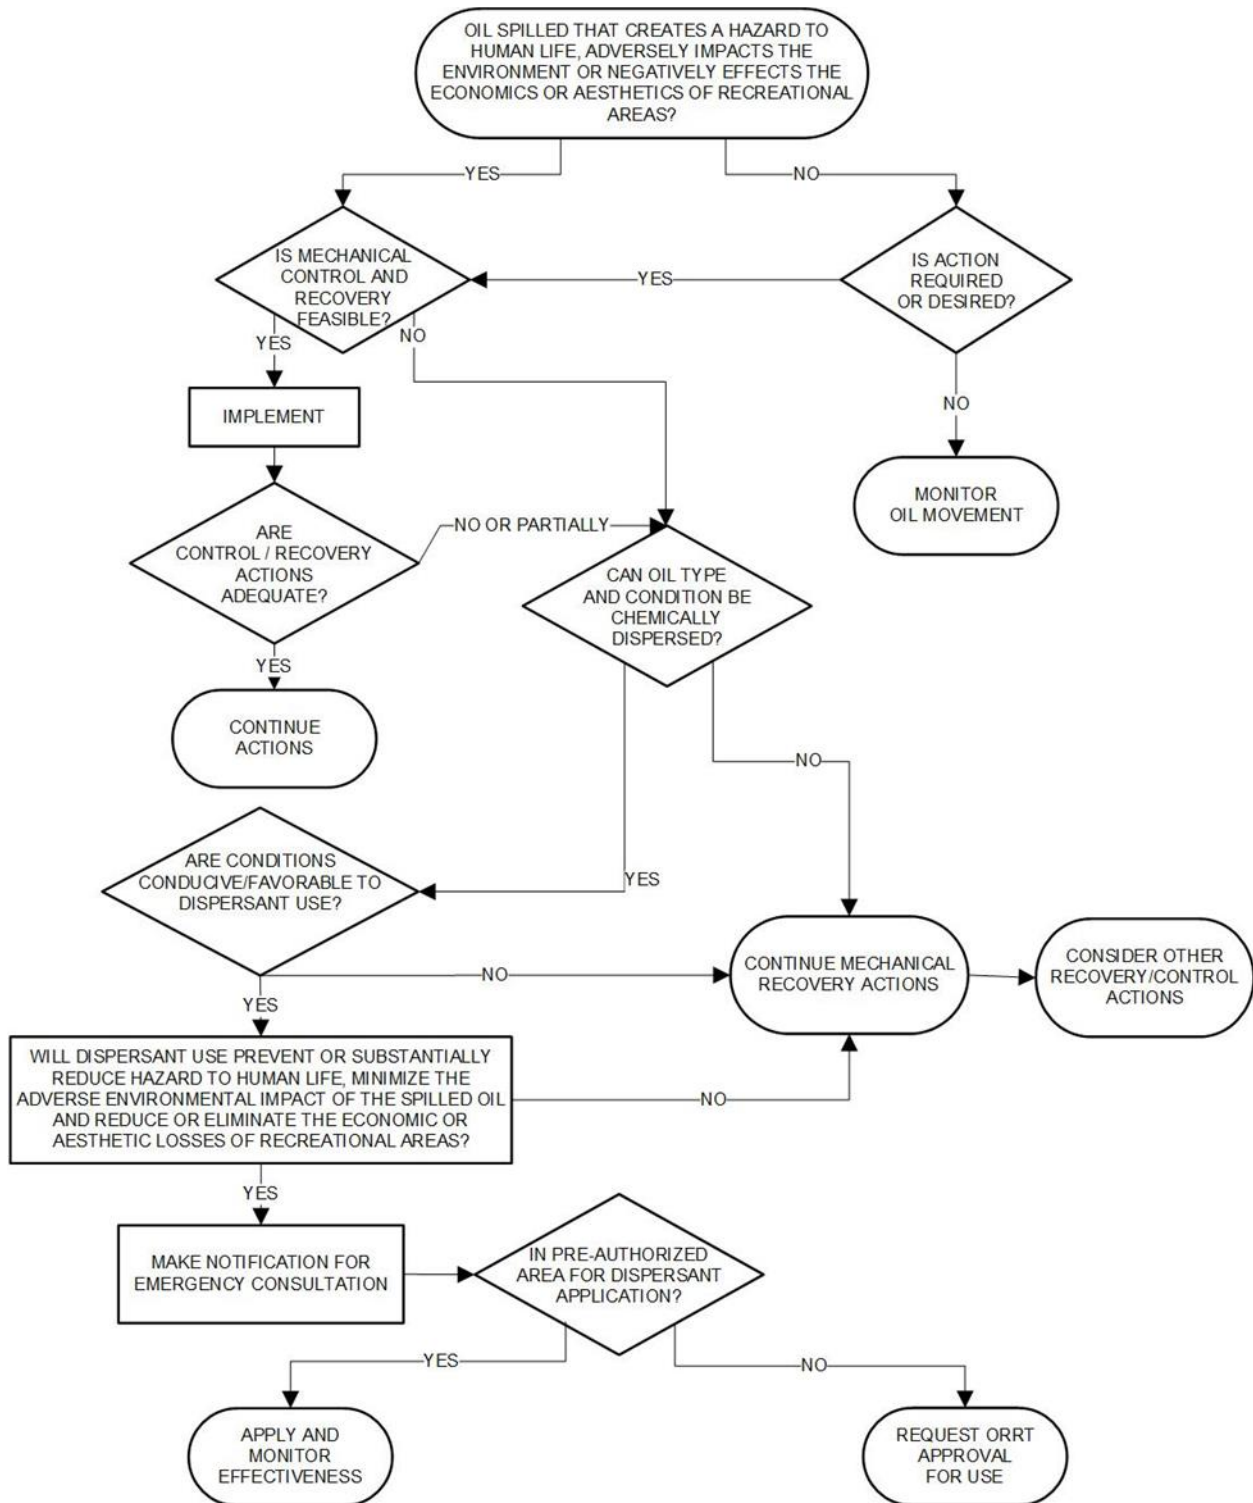 OIL SPILLED THAT CREATES A HAZARD TO
HUMAN LIFE, ADVERSELY IMPACTS THE
ENVIRONMENT OR NEGATIVELY EFFECTS THE
ECONOMICS OR AESTHETICS OF RECREATIONAL
AREAS?
YES
NO
IS MECHANICAL
CONTROL AND
RECOVERY
FEASIBLE?
YES
IS ACTION
REQUIRED
OR DESIRED?
YES
NO
NO
IMPLEMENT
MONITOR
OIL MOVEMENT
ARE
CONTROL / RECOVERY
ACTIONS
ADEQUATE?
NO OR PARTIALLY
CAN OIL TYPE
AND CONDITION BE
CHEMICALLY
DISPERSED?
YES
CONTINUE
ACTIONS
NO
YES
ARE CONDITIONS
CONDUCIVE/FAVORABLE TO
DISPERSANT USE?
NO
CONTINUE MECHANICAL
RECOVERY ACTIONS
CONSIDER OTHER
RECOVERY/CONTROL
ACTIONS
YES
WILL DISPERSANT USE PREVENT OR SUBSTANTIALLY
REDUCE HAZARD TO HUMAN LIFE, MINIMIZE THE
ADVERSE ENVIRONMENTAL IMPACT OF THE SPILLED OIL
AND REDUCE OR ELIMINATE THE ECONOMIC OR
AESTHETIC LOSSES OF RECREATIONAL AREAS?
NO
YES
MAKE NOTIFICATION FOR
EMERGENCY CONSULTATION
IN PRE-AUTHORIZED
AREA FOR DISPERSANT
APPLICATION?
YES
NO
APPLY AND
MONITOR
EFFECTIVENESS
REQUEST ORRT
APPROVAL
FOR USE